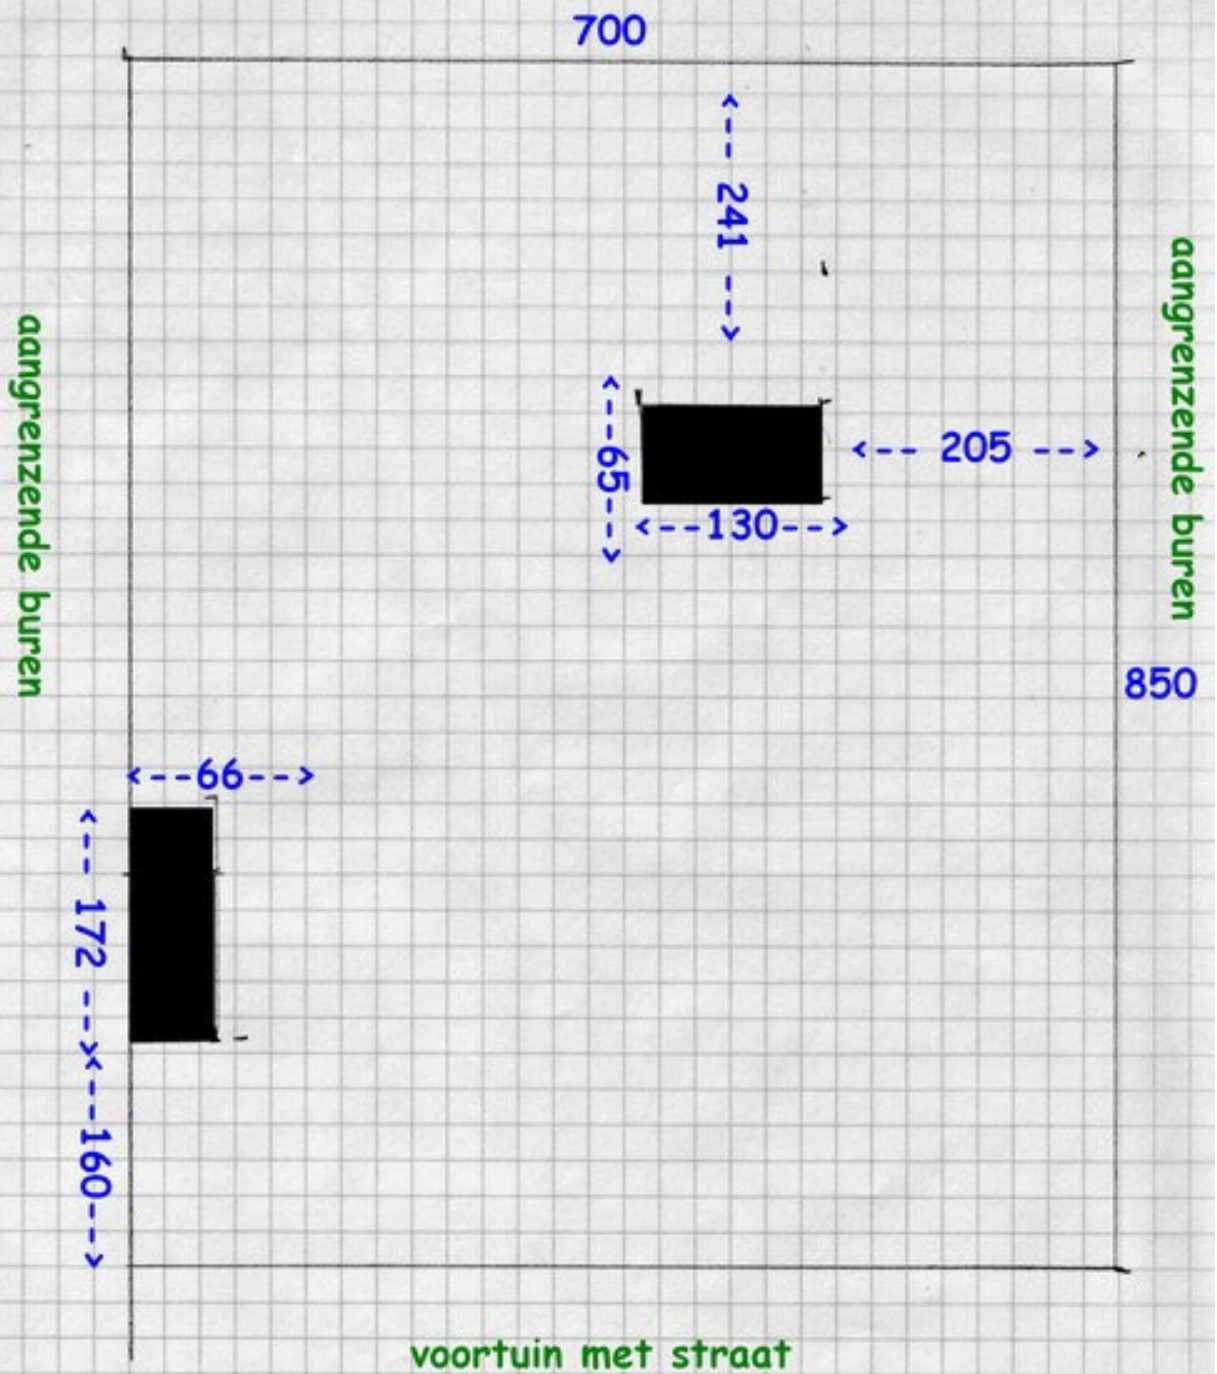 700
<--- 241 --->
aangrenzende buren
aangrenzende buren
<---65--->
<-- 205 -->
<--130-->
850
<--66-->
<--- 172 --->
<--160--->
voortuin met straat